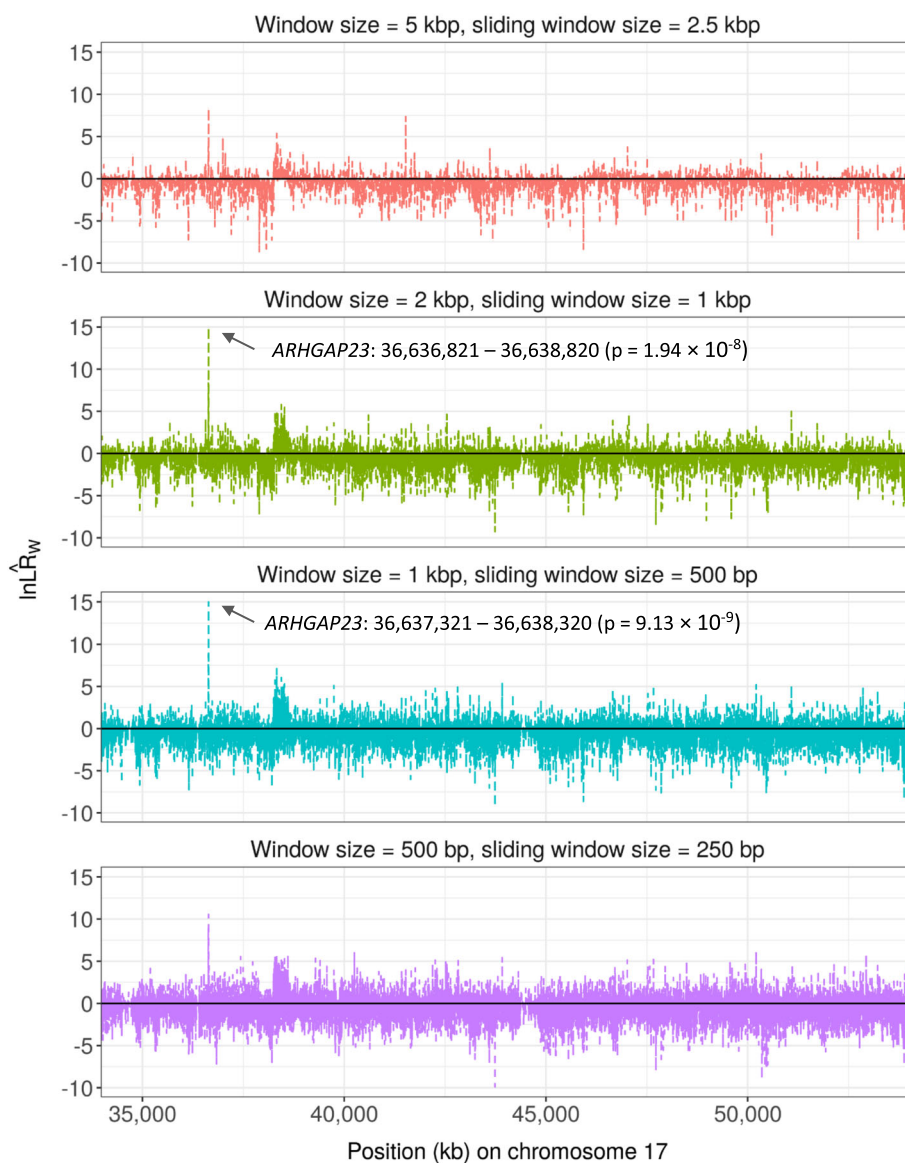 Window size = 5 kbp, sliding window size = 2.5 kbp
15
10
5
0
-5
-10
Window size = 2 kbp, sliding window size = 1 kbp
15
ARHGAP23: 36,636,821 – 36,638,820 (p = 1.94 × 10⁻⁸)
10
5
0
-5
-10
lnL̂R_W
Window size = 1 kbp, sliding window size = 500 bp
15
ARHGAP23: 36,637,321 – 36,638,320 (p = 9.13 × 10⁻⁹)
10
5
0
-5
-10
Window size = 500 bp, sliding window size = 250 bp
15
10
5
0
-5
-10
35,000 40,000 45,000 50,000
Position (kb) on chromosome 17